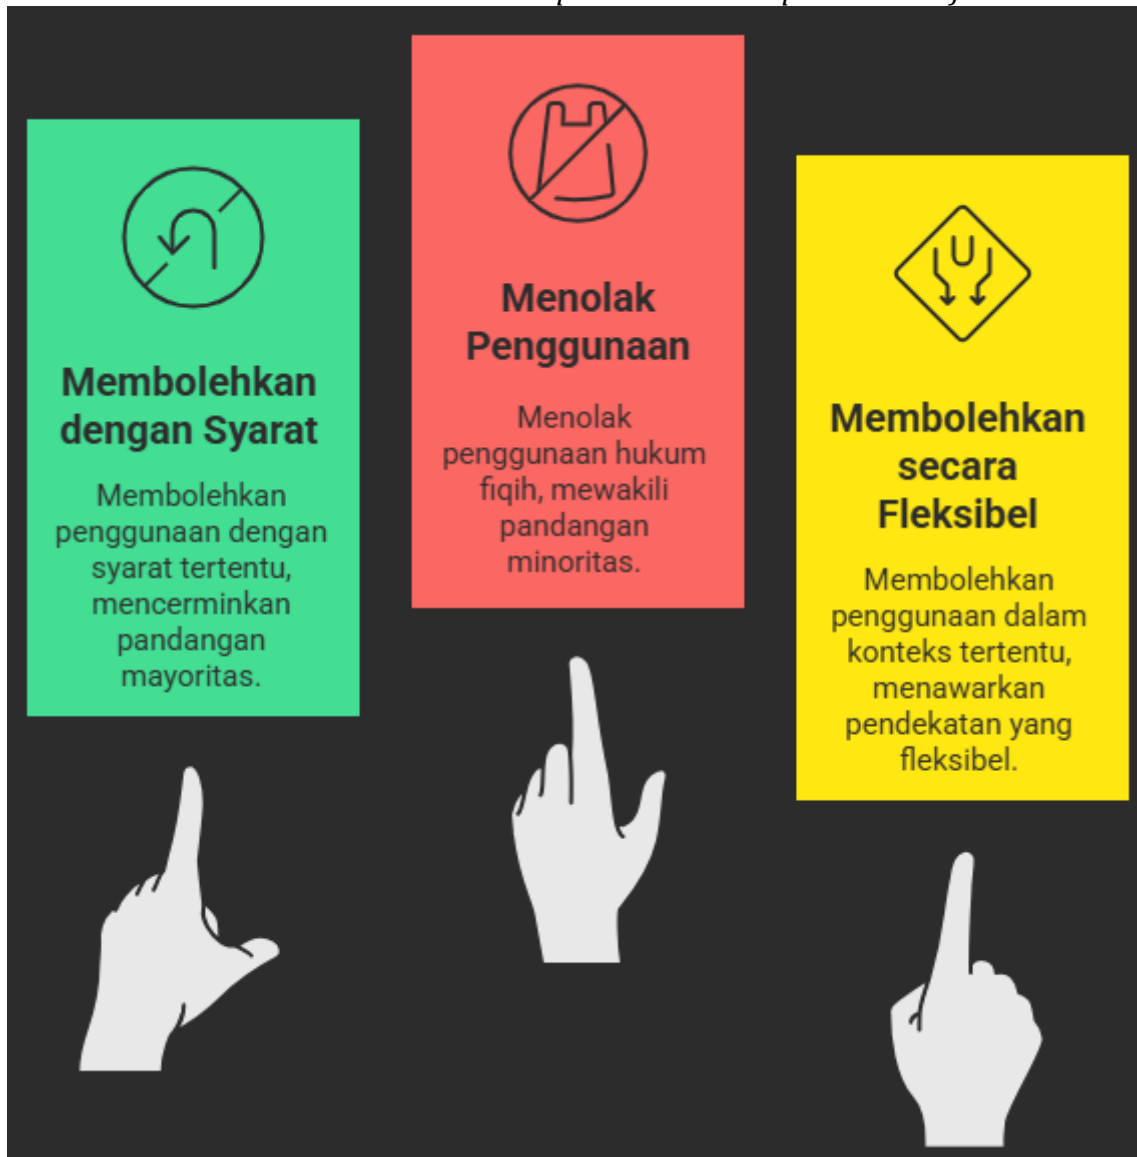 Membolehkan
dengan Syarat
Membolehkan
penggunaan dengan
syarat tertentu,
mencerminkan
pandangan
mayoritas.
Menolak
Penggunaan
Menolak
penggunaan hukum
fiqih, mewakili
pandangan
minoritas.
Membolehkan
secara
Fleksibel
Membolehkan
penggunaan dalam
konteks tertentu,
menawarkan
pendekatan yang
fleksibel.